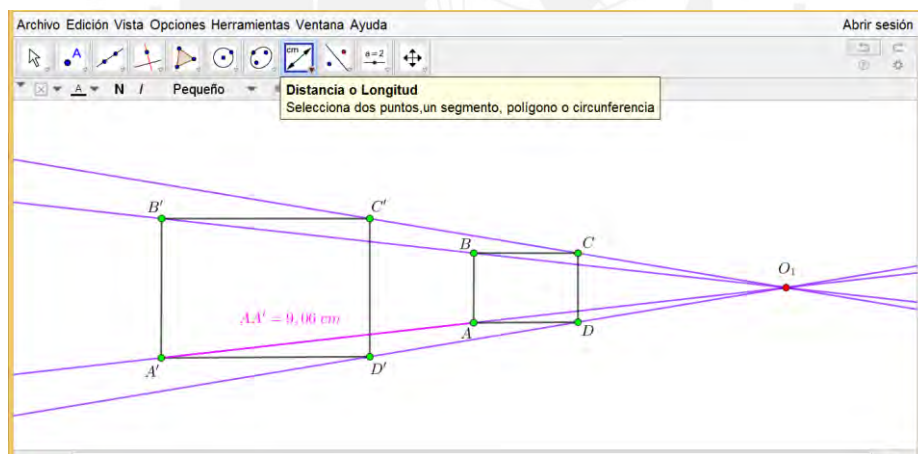 Archivo Edición Vista Opciones Herramientas Ventana Ayuda Abrir sesión
A cm a=2
A N I Pequeño
Distancia o Longitud
Selecciona dos puntos,un segmento, polígono o circunferencia
B' C'
B C
O₁
AA' = 9,06 cm
A D
A' D'